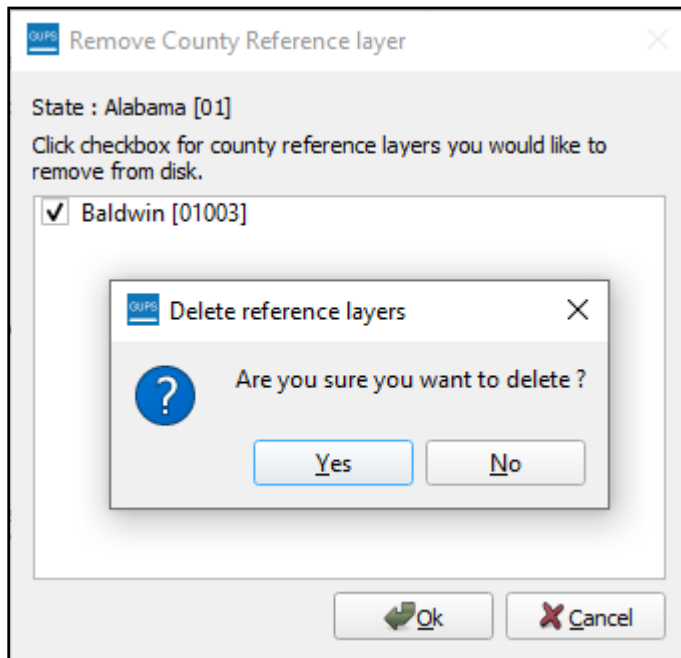 GUPS Remove County Reference layer
State : Alabama [01]
Click checkbox for county reference layers you would like to
remove from disk.
Baldwin [01003]
GUPS Delete reference layers
Are you sure you want to delete ?
Yes No
Ok Cancel